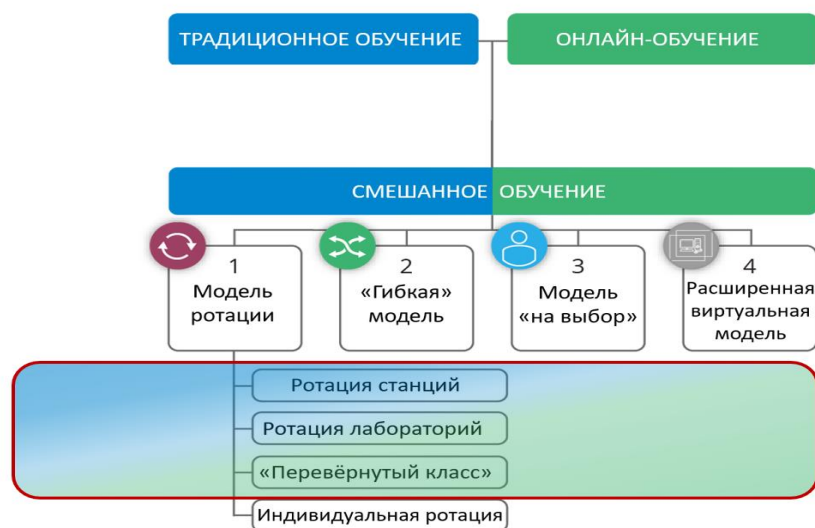 ТРАДИЦИОННОЕ ОБУЧЕНИЕ
ОНЛАЙН-ОБУЧЕНИЕ
СМЕШАННОЕ ОБУЧЕНИЕ
1
Модель
ротации
2
«Гибкая»
модель
3
Модель
«на выбор»
4
Расширенная
виртуальная
модель
Ротация станций
Ротация лабораторий
«Перевёрнутый класс»
Индивидуальная ротация